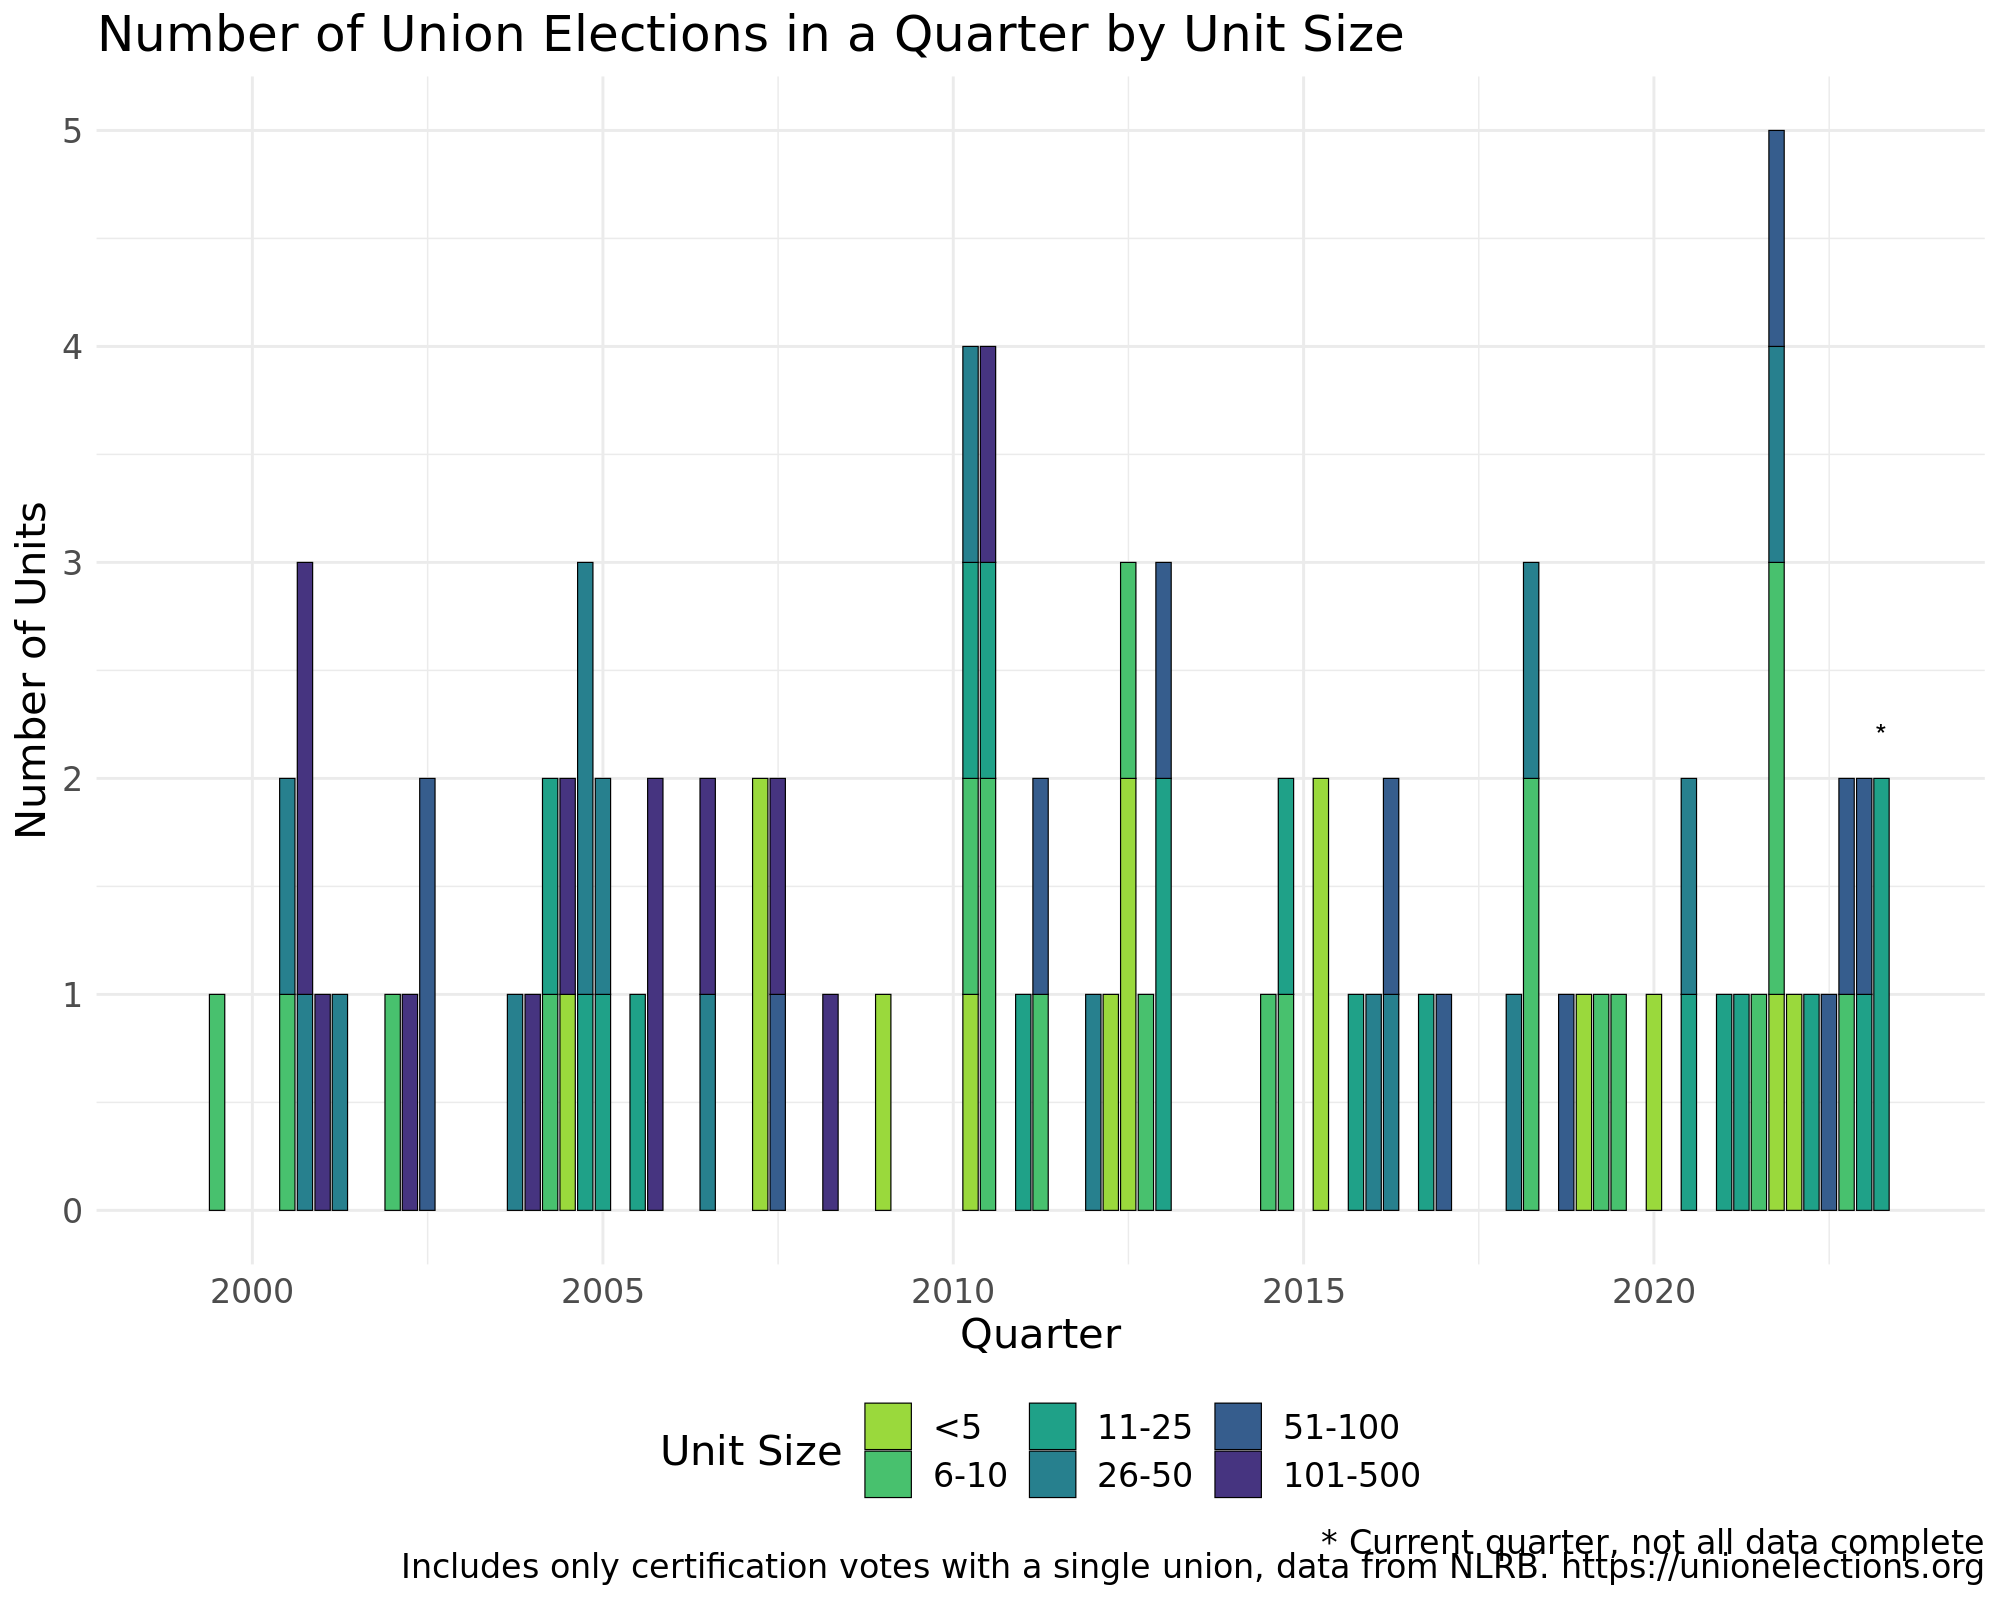 Number of Union Elections in a Quarter by Unit Size
Number of Units
5
4
3
2
1
0
*
2000 2005 2010 2015 2020
Quarter
Unit Size
<5 11-25 51-100
6-10 26-50 101-500
* Current quarter, not all data complete
Includes only certification votes with a single union, data from NLRB. https://unionelections.org